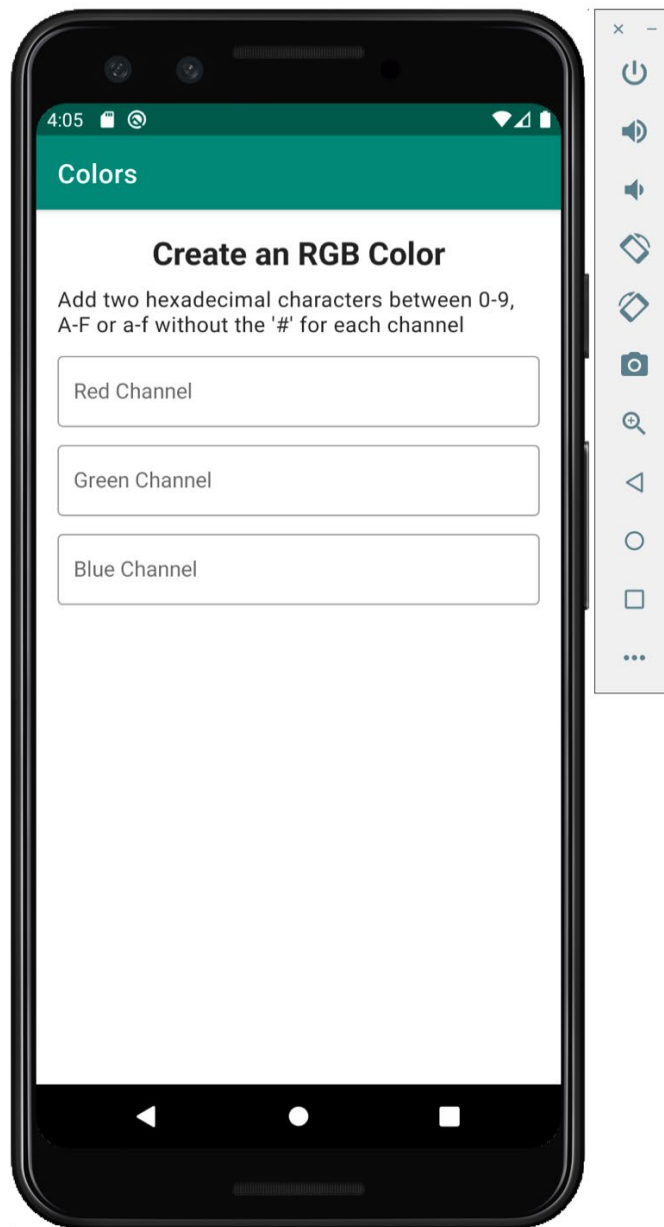 4:05
Colors
Create an RGB Color
Add two hexadecimal characters between 0-9,
A-F or a-f without the '#' for each channel
Red Channel
Green Channel
Blue Channel